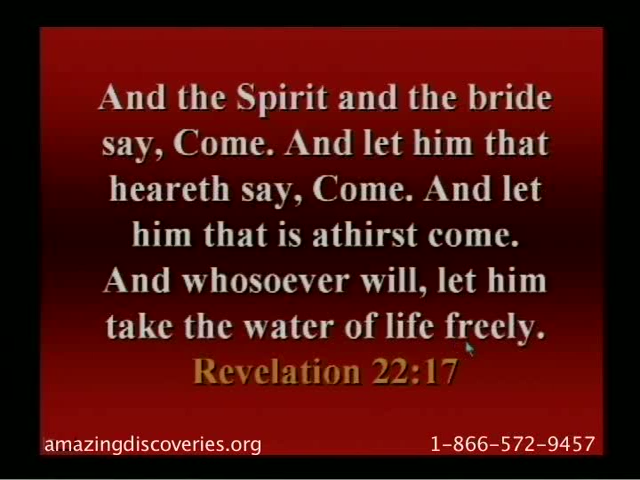 And the Spirit and the bride
say, Come. And let him that
heareth say, Come. And let
him that is athirst come.
And whosoever will, let him
take the water of life freely.
Revelation 22:17
amazingdiscoveries.org
1-866-572-9457